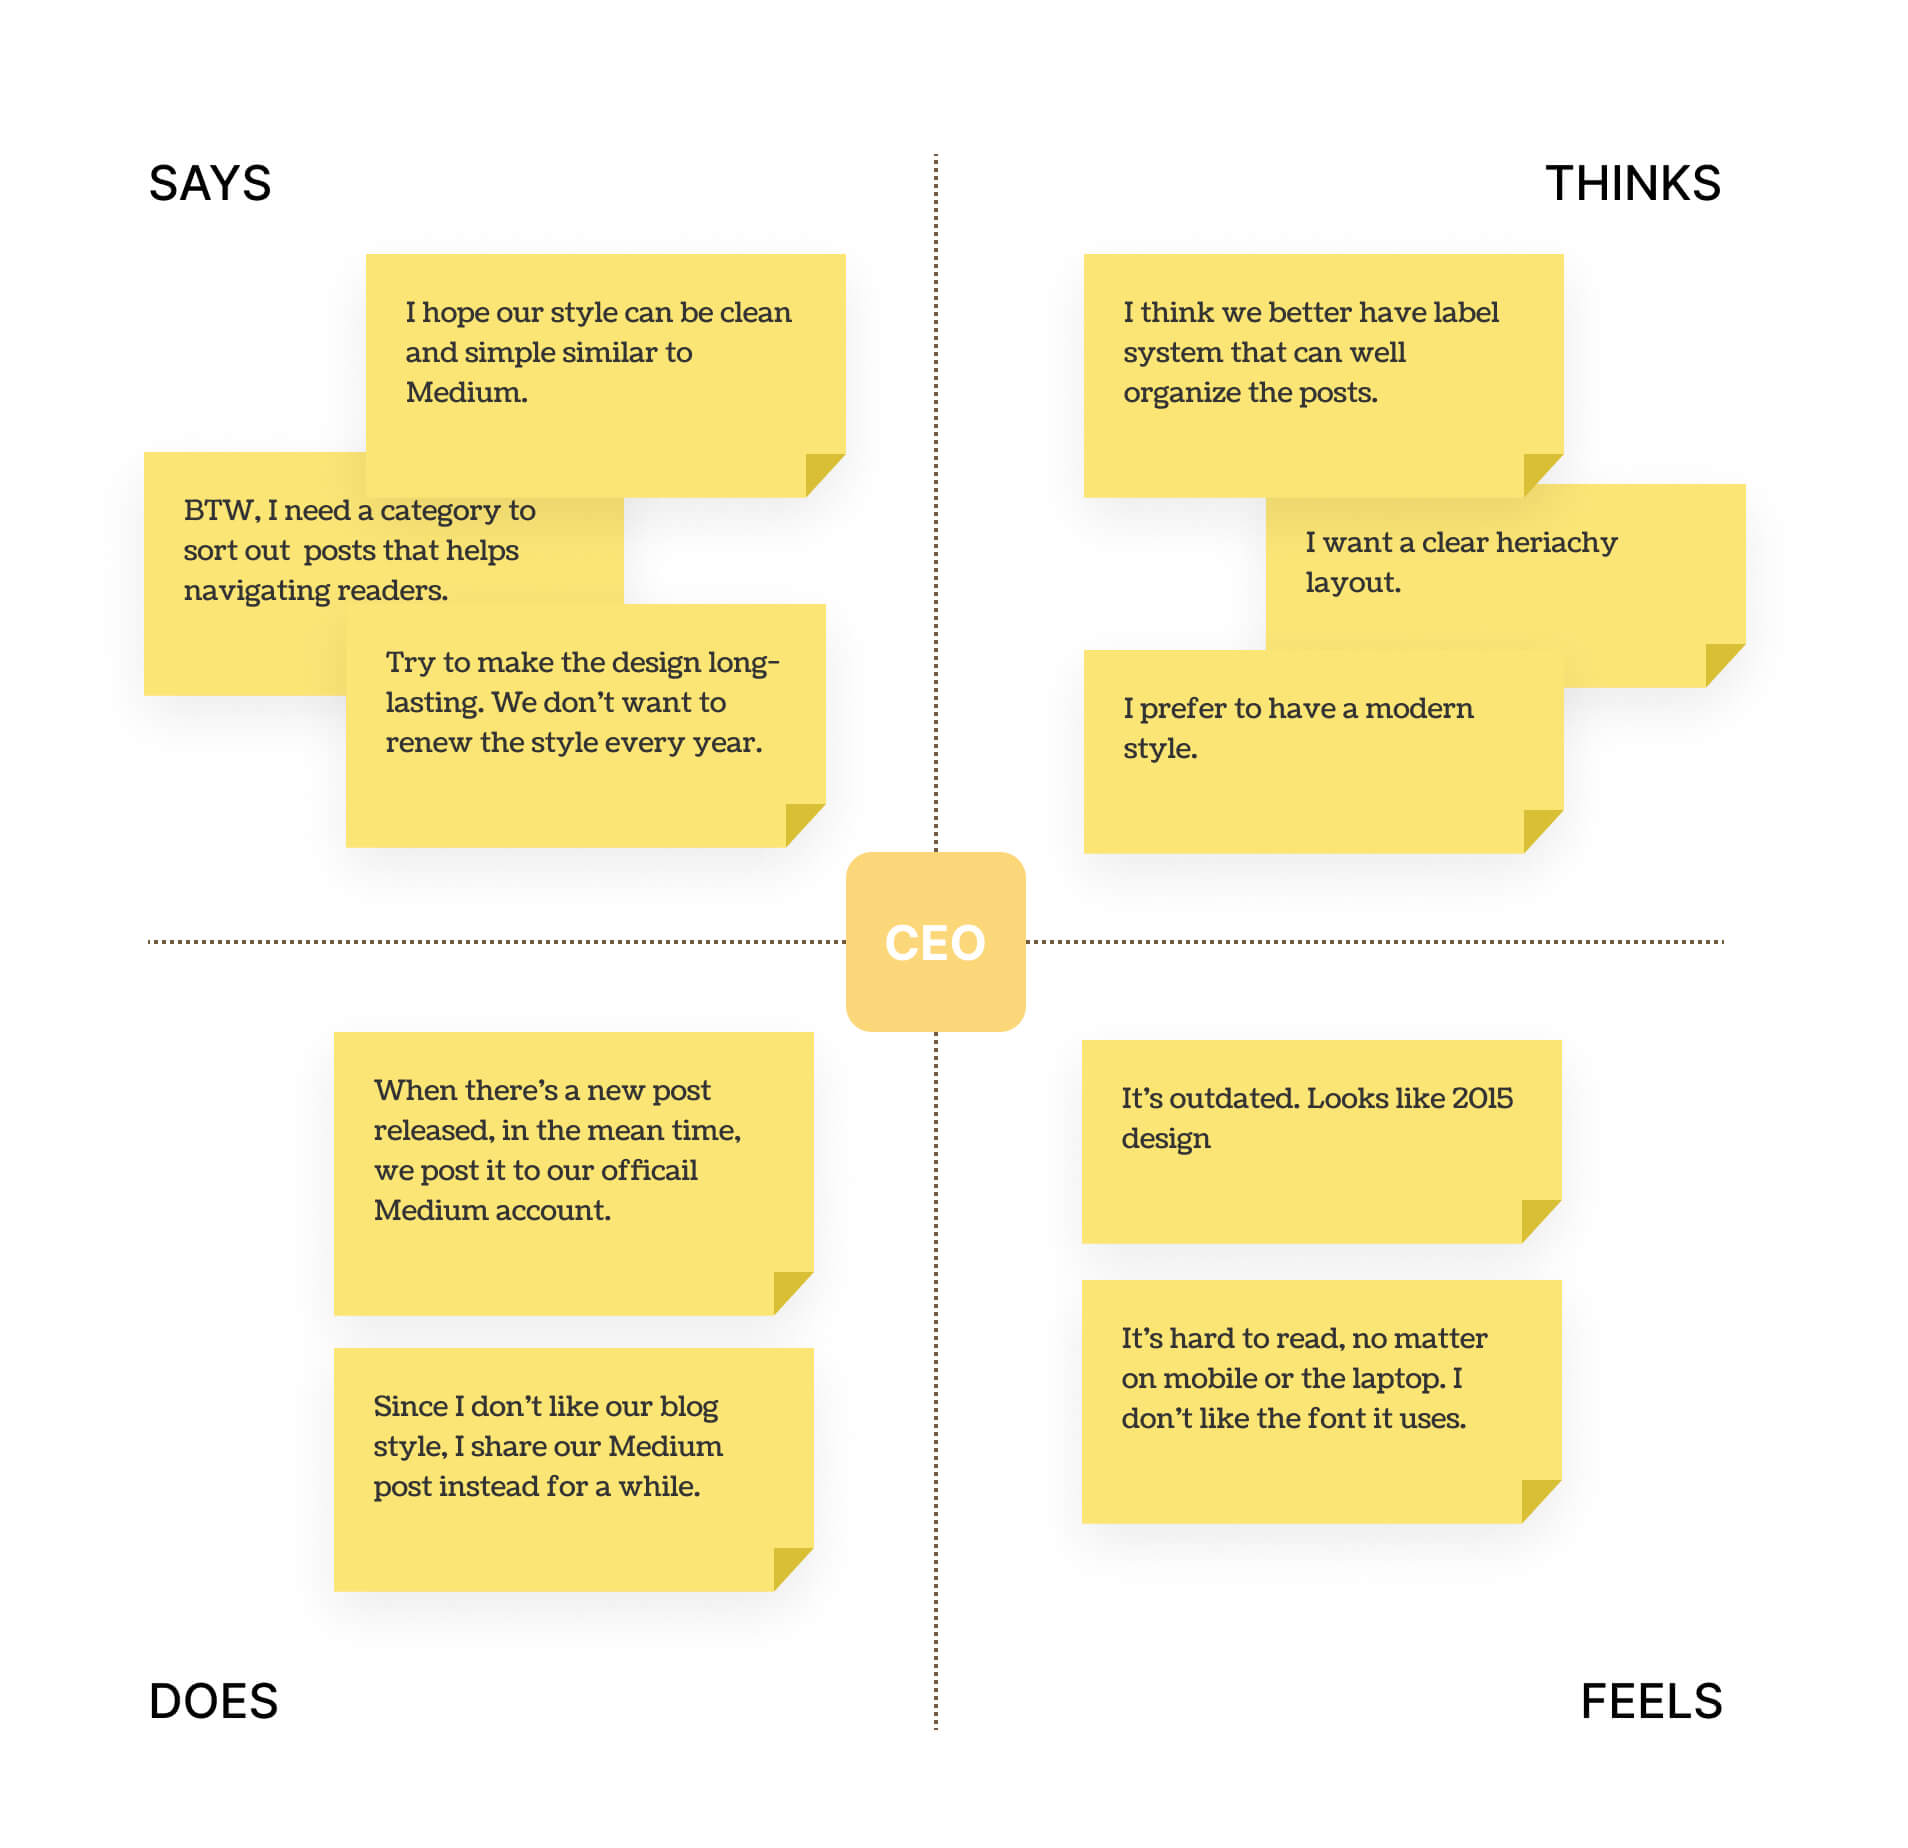 SAYS
THINKS
I hope our style can be clean
and simple similar to
Medium.
BTW, I need a category to
sort out  posts that helps
navigating readers.
Try to make the design long-
lasting. We don't want to
renew the style every year.
I think we better have label
system that can well
organize the posts.
I want a clear heriachy
layout.
I prefer to have a modern
style.
CEO
When there's a new post
released, in the mean time,
we post it to our officail
Medium account.
Since I don't like our blog
style, I share our Medium
post instead for a while.
It's outdated. Looks like 2015
design
It's hard to read, no matter
on mobile or the laptop. I
don't like the font it uses.
DOES
FEELS